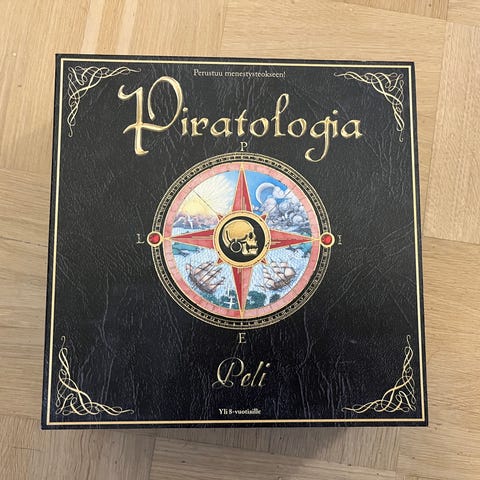 Perustuu menestysteokseen!
Piratologia
P
L I
E
Peli
Yli 8-vuotiaille